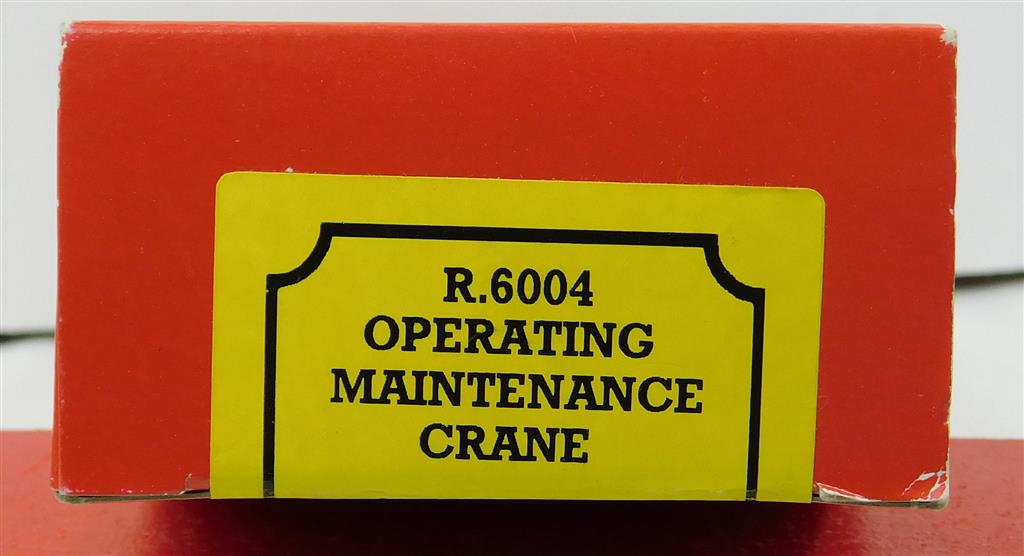 R.6004
OPERATING
MAINTENANCE
CRANE